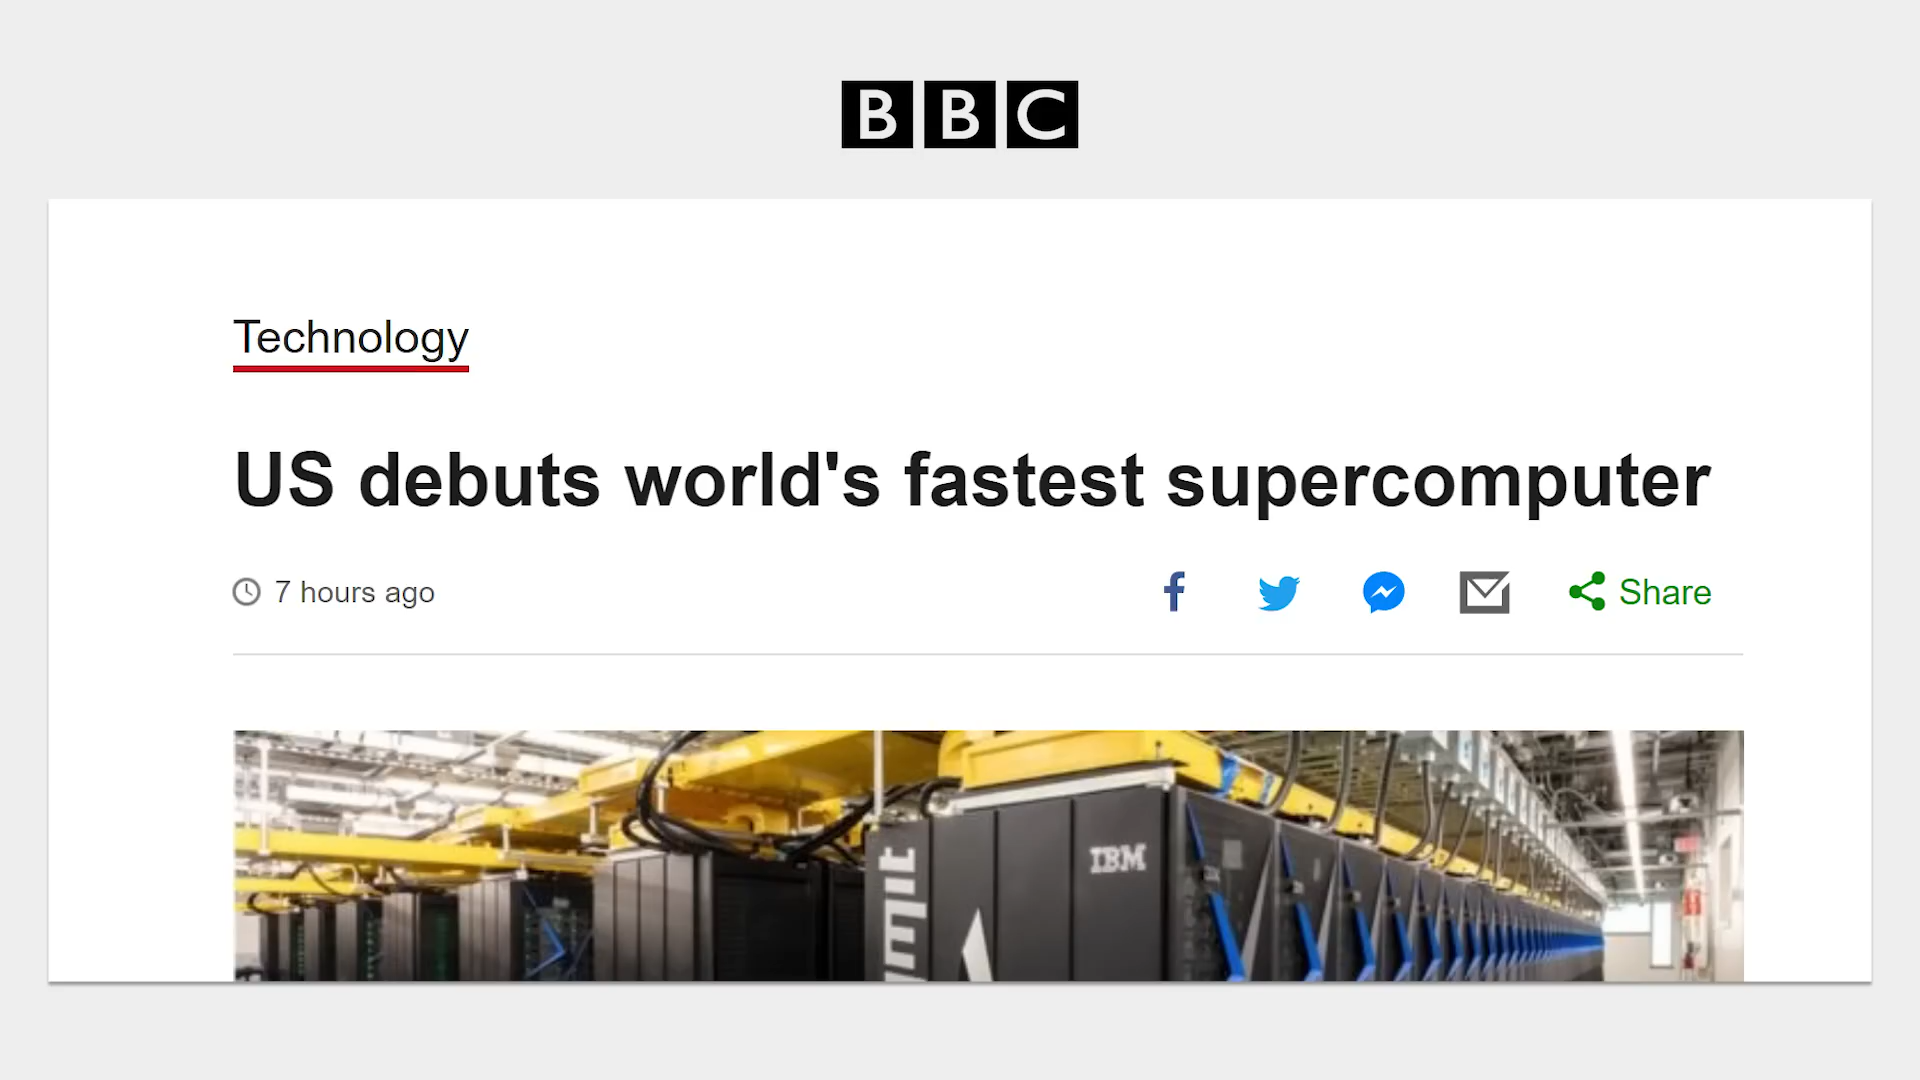 BBC
Technology
US debuts world's fastest supercomputer
7 hours ago
Share
IBM